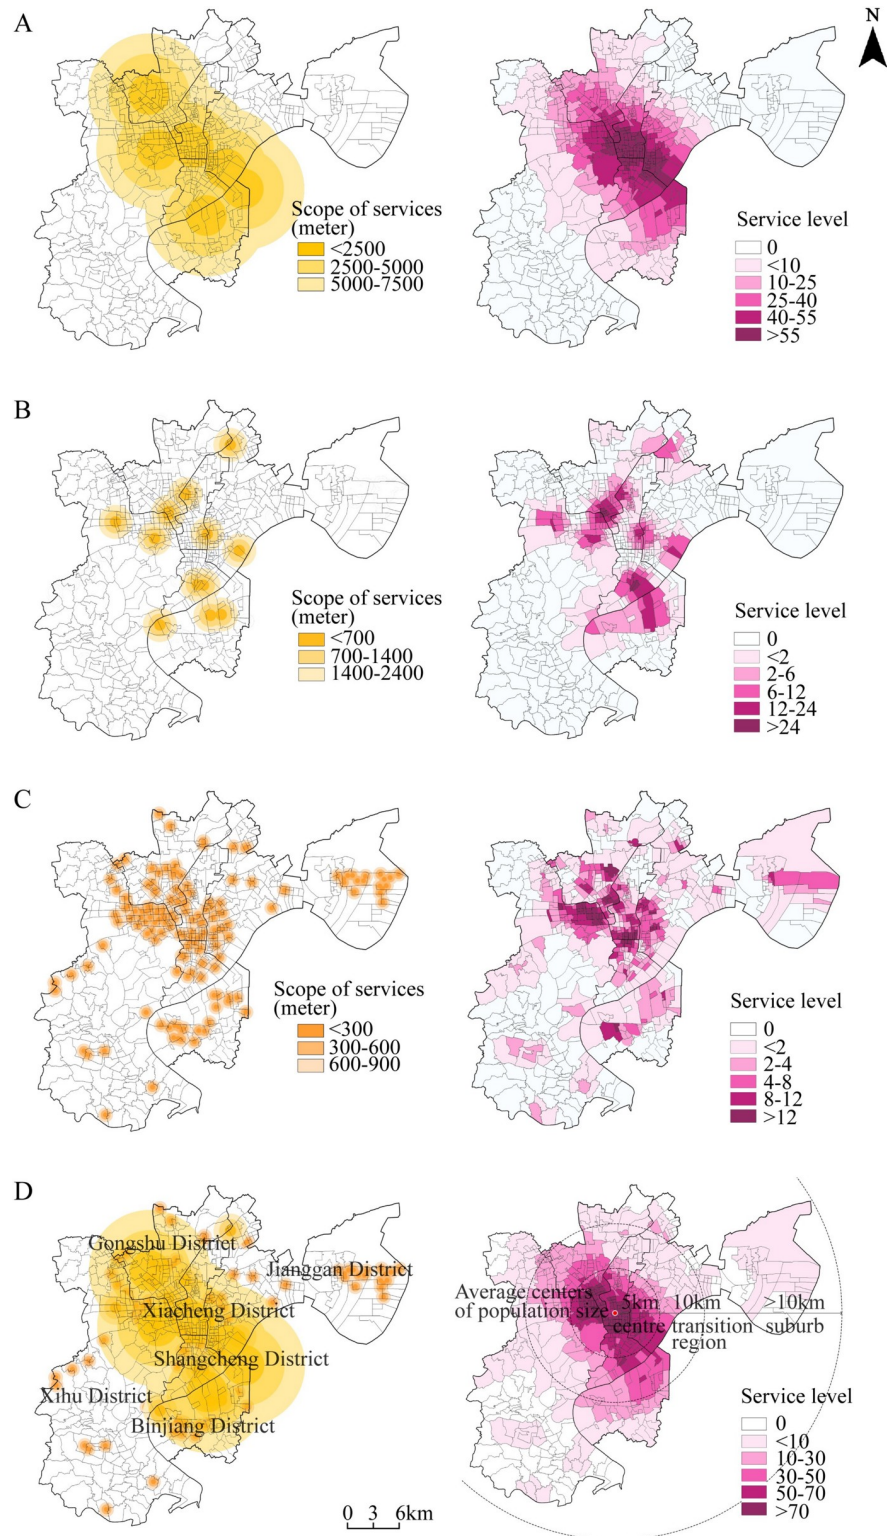 A
N
Scope of services
(meter)
<2500
2500-5000
5000-7500
Service level
0
<10
10-25
25-40
40-55
>55
B
Scope of services
(meter)
<700
700-1400
1400-2400
Service level
0
<2
2-6
6-12
12-24
>24
C
Scope of services
(meter)
<300
300-600
600-900
Service level
0
<2
2-4
4-8
8-12
>12
D
Gongshu District
Jianggan District
Xiacheng District
Shangcheng District
Xihu District
Binjiang District
0 3 6km
Average centers
of population size
5km 10km >10km
centre transition suburb
region
Service level
0
<10
10-30
30-50
50-70
>70